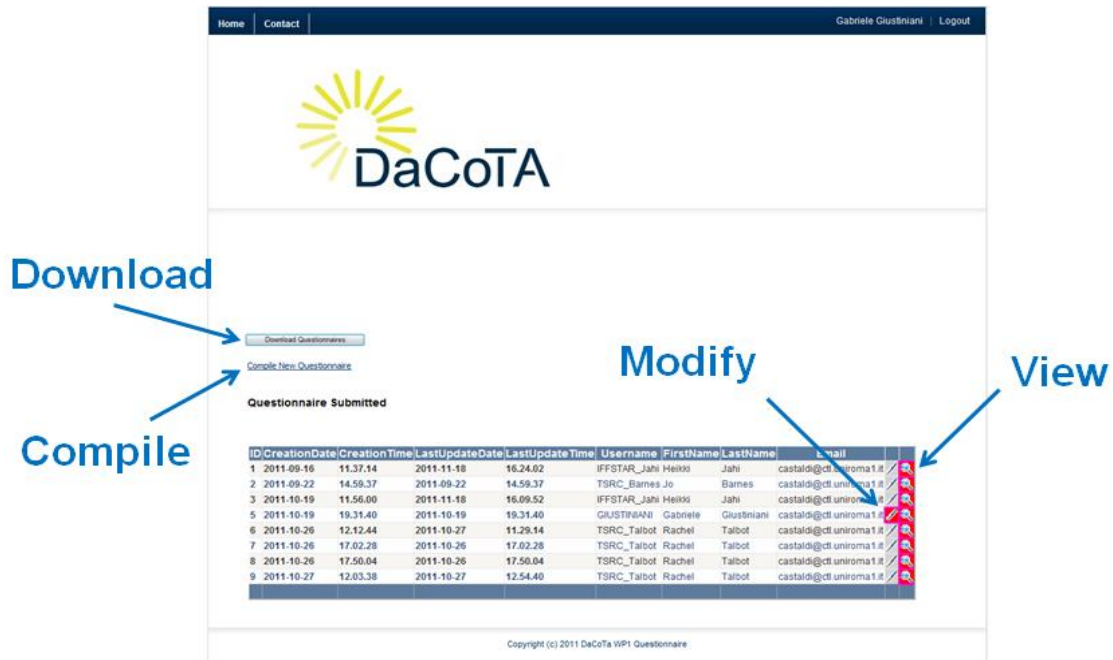 Home Contact Gabriele Giustiniani | Logout
DaCoTA
Download
Download Questionnaires
Compile New Questionnaire
Modify
View
Questionnaire Submitted
Compile
ID CreationDate CreationTime LastUpdateDate LastUpdateTime Username FirstName LastName Email
1 2011-09-16 11.37.14 2011-11-18 16.24.02 IFFSTAR_Jahi Heikki Jahi castaldi@ctl.uniroma1.it
2 2011-09-22 14.59.37 2011-09-22 14.59.37 TSRC_Barnes Jo Barnes castaldi@ctl.uniroma1.it
3 2011-10-19 11.56.00 2011-11-18 16.09.52 IFFSTAR_Jahi Heikki Jahi castaldi@ctl.uniroma1.it
5 2011-10-19 19.31.40 2011-10-19 19.31.40 GIUSTINIANI Gabriele Giustiniani castaldi@ctl.uniroma1.it
6 2011-10-26 12.12.44 2011-10-27 11.29.14 TSRC_Talbot Rachel Talbot castaldi@ctl.uniroma1.it
7 2011-10-26 17.02.28 2011-10-26 17.02.28 TSRC_Talbot Rachel Talbot castaldi@ctl.uniroma1.it
8 2011-10-26 17.50.04 2011-10-26 17.50.04 TSRC_Talbot Rachel Talbot castaldi@ctl.uniroma1.it
9 2011-10-27 12.03.38 2011-10-27 12.54.40 TSRC_Talbot Rachel Talbot castaldi@ctl.uniroma1.it
Copyright (c) 2011 DaCoTa WP1 Questionnaire